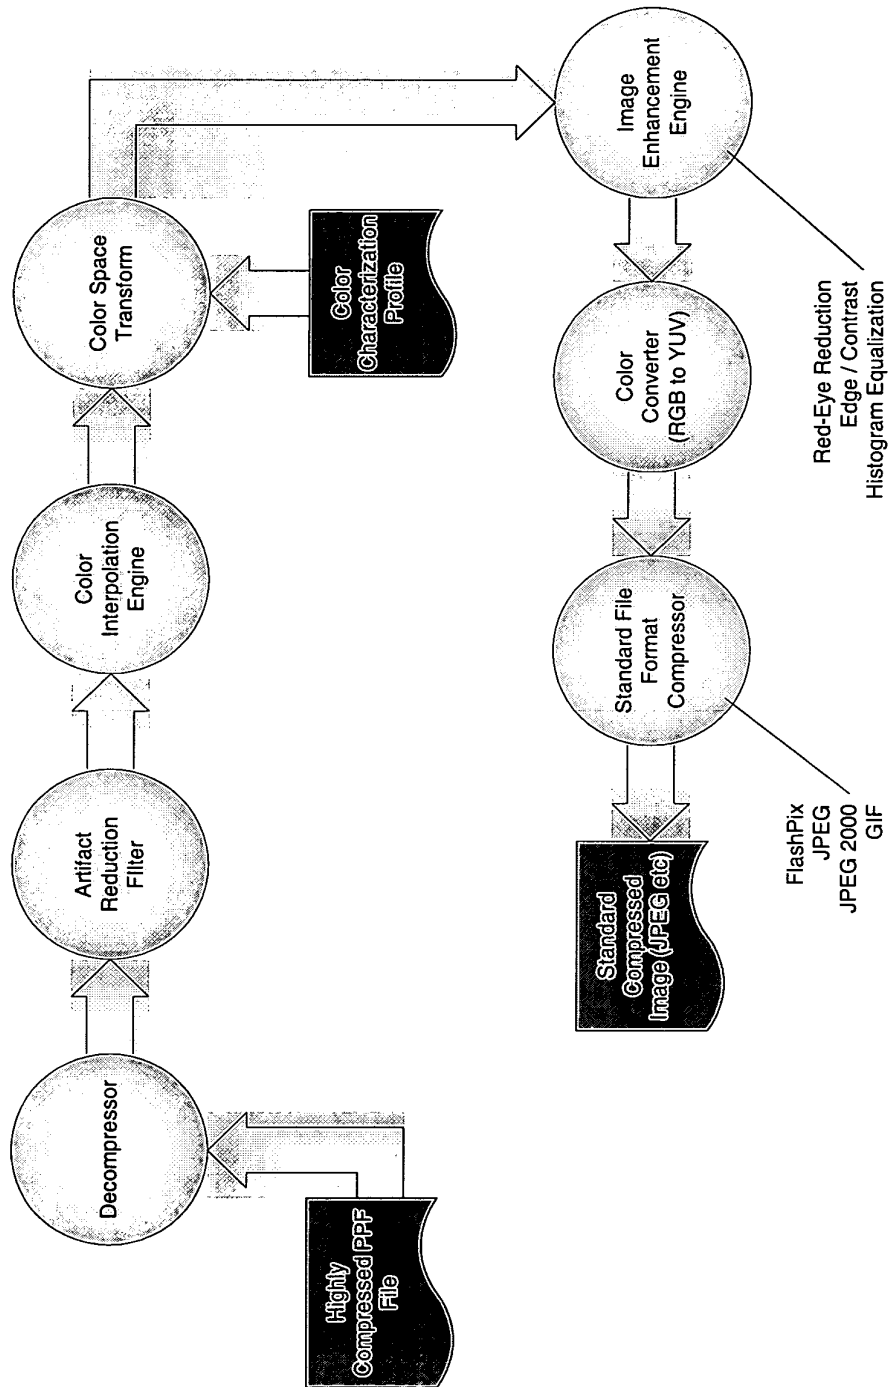 Highly
Compressed PPF
File
Decompressor
Artifact
Reduction
FIlter
Color
Interpolation
Engine
Color Space
Transform
Color
Characterization
Profile
Image
Enhancement
Engine
Red-Eye Reduction
Edge / Contrast
Histogram Equalization
Color
Converter
(RGB to YUV)
Standard File
Format
Compressor
FlashPix
JPEG
JPEG 2000
GIF
Standard
Compressed
Image (JPEG etc)